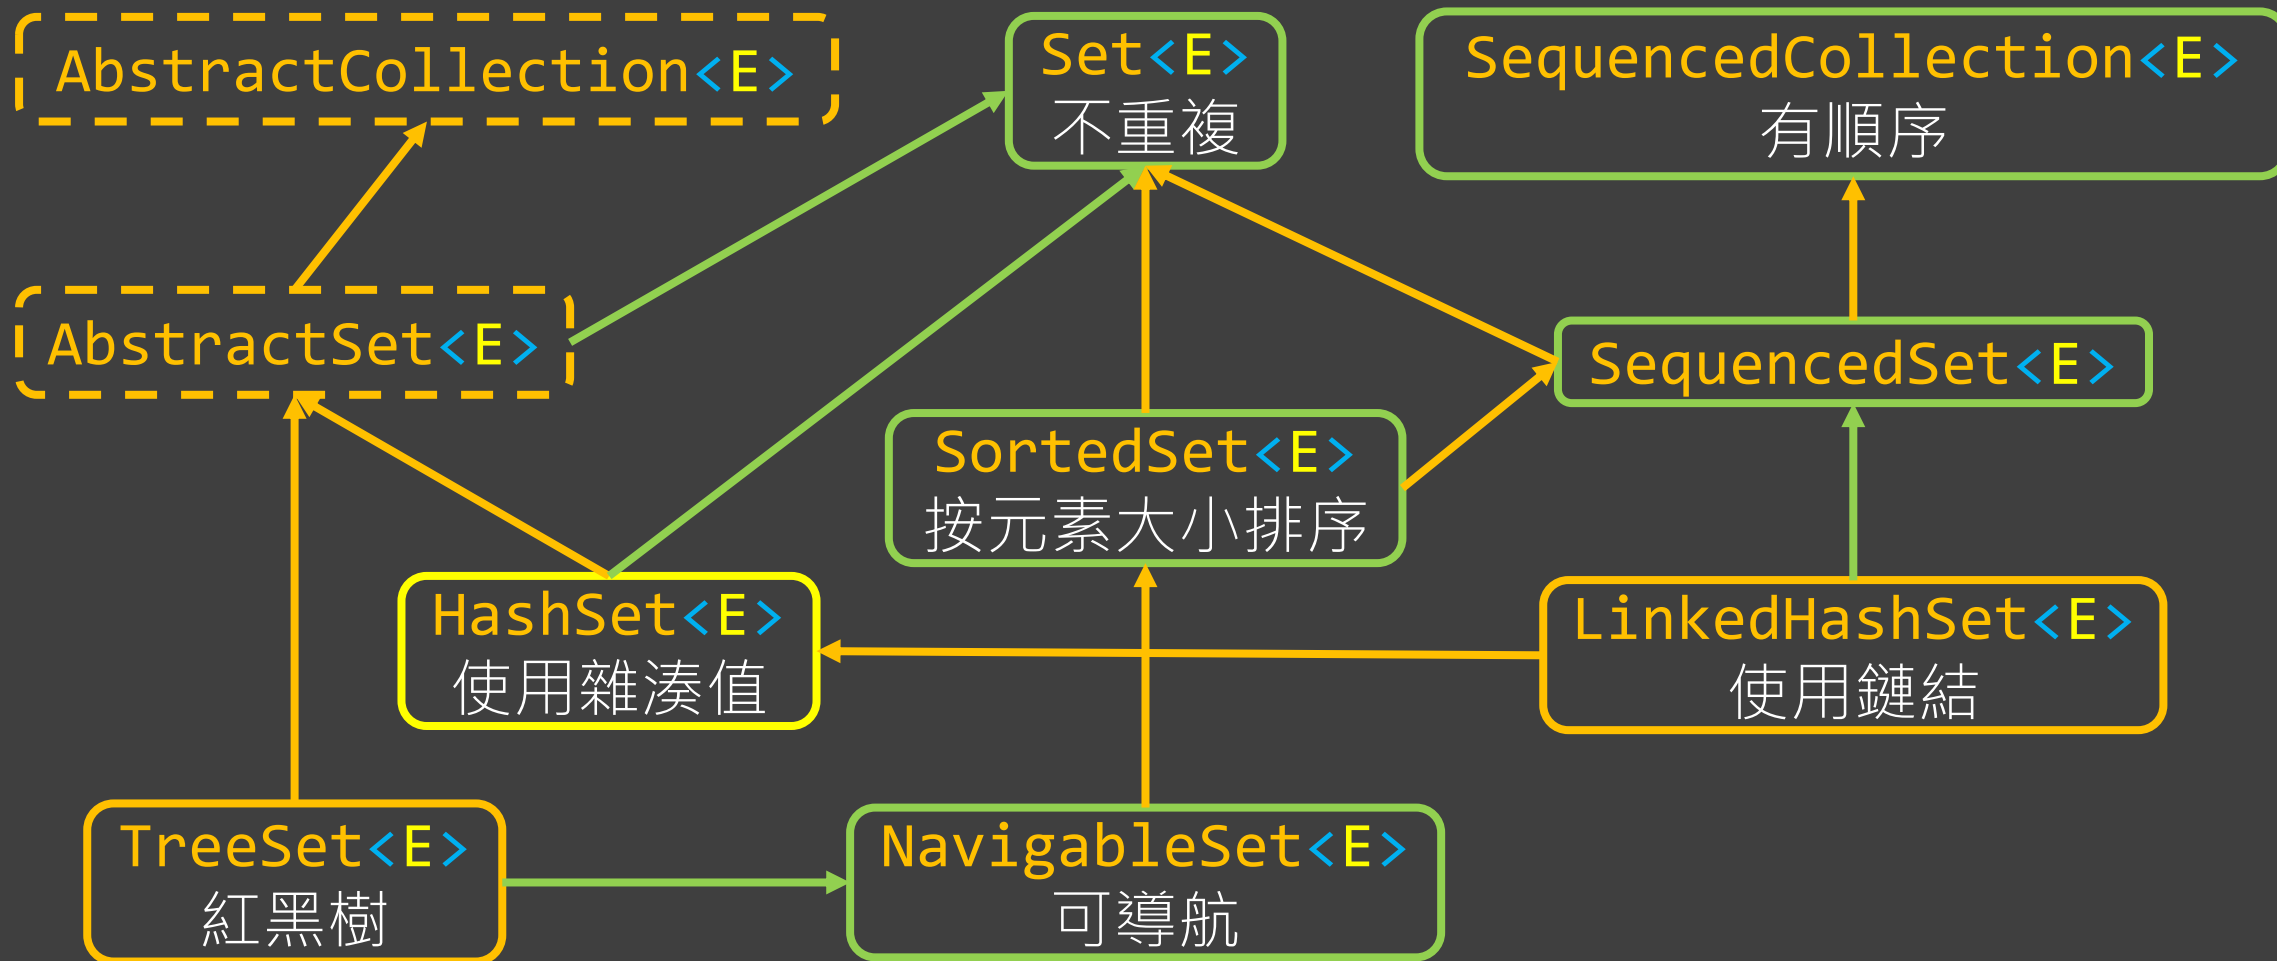 AbstractCollection<E>
Set<E>
不重複
SequencedCollection<E>
有順序
AbstractSet<E>
SequencedSet<E>
SortedSet<E>
按元素大小排序
HashSet<E>
使用雜湊值
LinkedHashSet<E>
使用鏈結
TreeSet<E>
紅黑樹
NavigableSet<E>
可導航